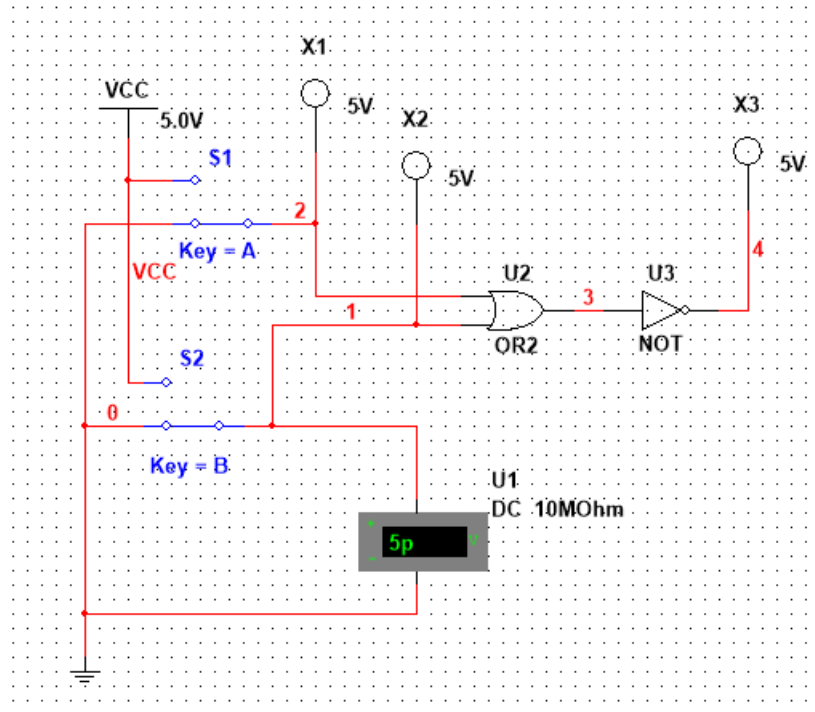 X1
VCC
5V
X2
X3
5.0V
S1
5V
5V
2
Key = A
VCC
U2
U3
4
1
3
OR2
NOT
S2
0
Key = B
U1
DC 10MOhm
5p
V